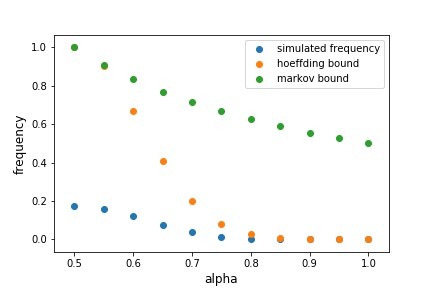 simulated frequency
hoeffding bound
markov bound
frequency
1.0
0.8
0.6
0.4
0.2
0.0
0.5 0.6 0.7 0.8 0.9 1.0
alpha